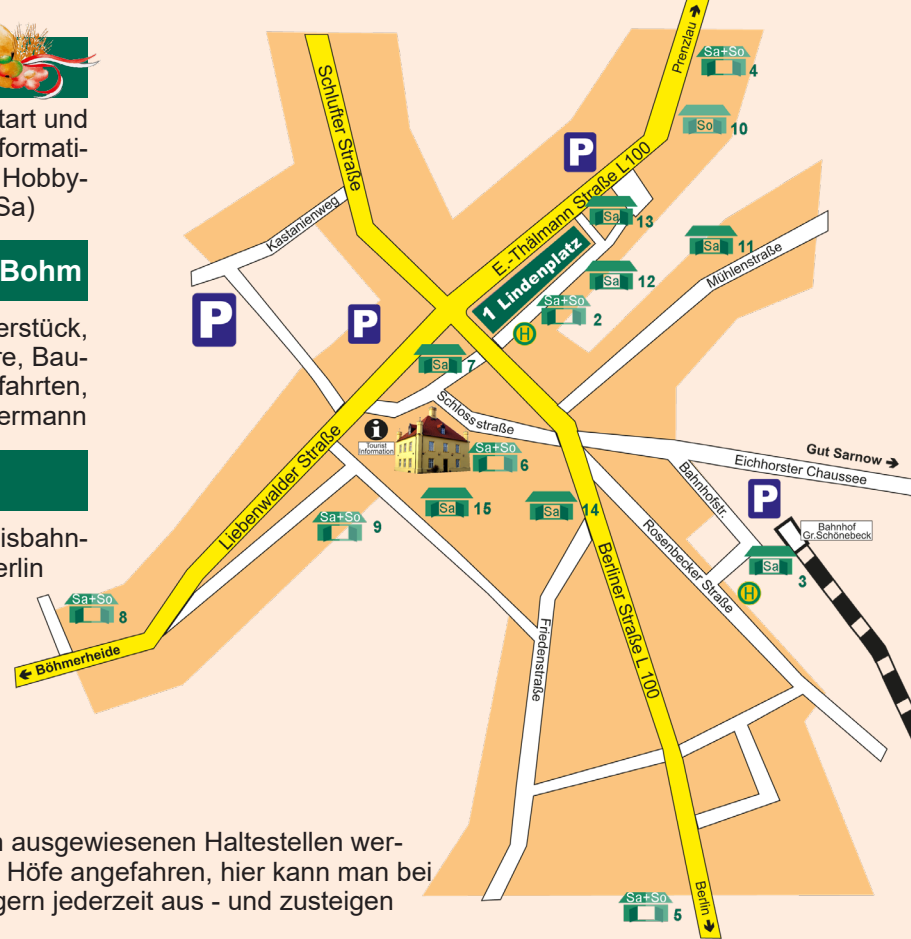 tart und
formati-
Hobby-
Sa)
Bohm
erstück,
re, Bau-
fahrten,
ermann
isbahn-
erlin
n ausgewiesenen Haltestellen wer-
Höfe angefahren, hier kann man bei
gern jederzeit aus - und zusteigen
Prenzlau
Sa+So
4
So
10
P
Schlufter Straße
E.-Thälmann Straße L100
Sa
13
Kastanienweg
Sa
11
Mühlenstraße
1 Lindenplatz
Sa
12
Sa+So
2
P
P
H
Sa
7
Schlossstraße
i
Tourist
Information
Sa+So
6
Gut Sarnow
Eichhorster Chaussee
Liebenwalder Straße
Bahnhofstr.
P
Sa
15
Sa
14
Sa+So
9
Bahnhof
Gr.Schönebeck
Rosenbecker Straße
Sa
3
H
Berliner Straße L 100
Sa+So
8
Böhmerheide
Friedenstraße
Sa+So
5
Berlin